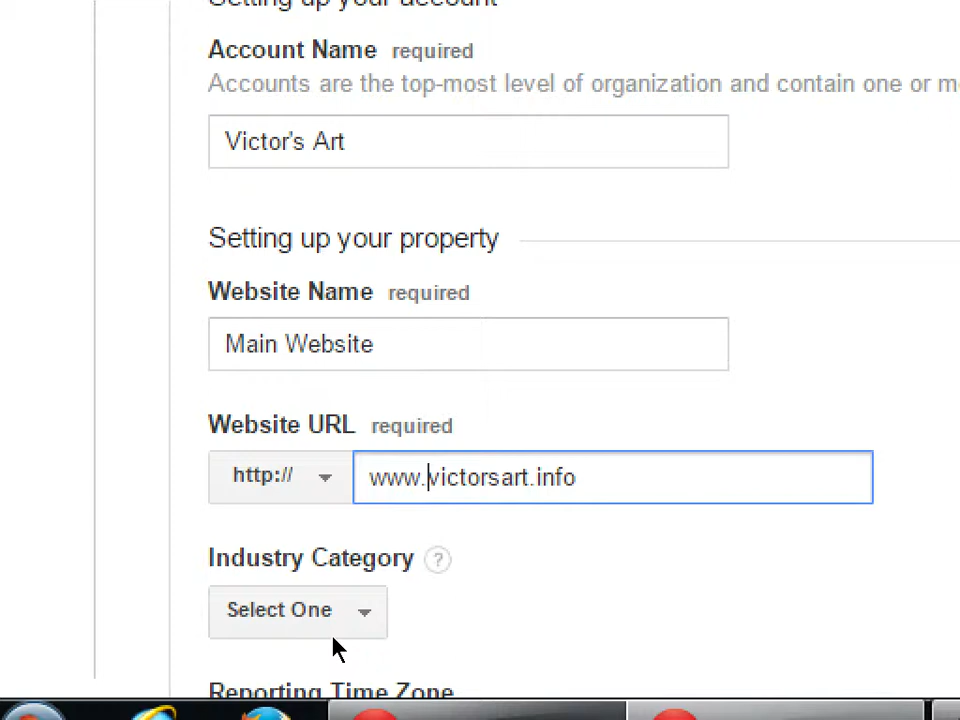 Setting up your account
Account Name required
Accounts are the top-most level of organization and contain one or m
Victor's Art
Setting up your property
Website Name required
Main Website
Website URL required
http:// www.victorsart.info
Industry Category ?
Select One
Reporting Time Zone